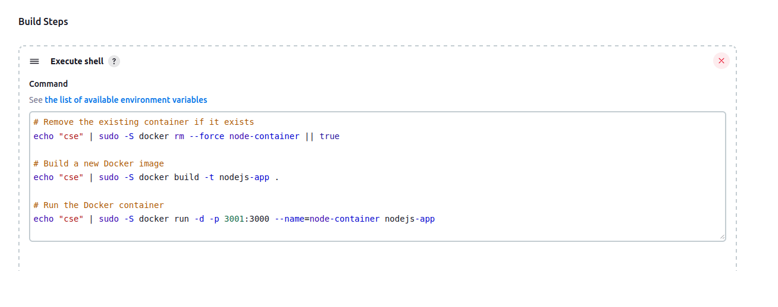 Build Steps
Execute shell ?
Command
See the list of available environment variables
# Remove the existing container if it exists
echo "cse" | sudo -S docker rm --force node-container || true
# Build a new Docker image
echo "cse" | sudo -S docker build -t nodejs-app .
# Run the Docker container
echo "cse" | sudo -S docker run -d -p 3001:3000 --name=node-container nodejs-app